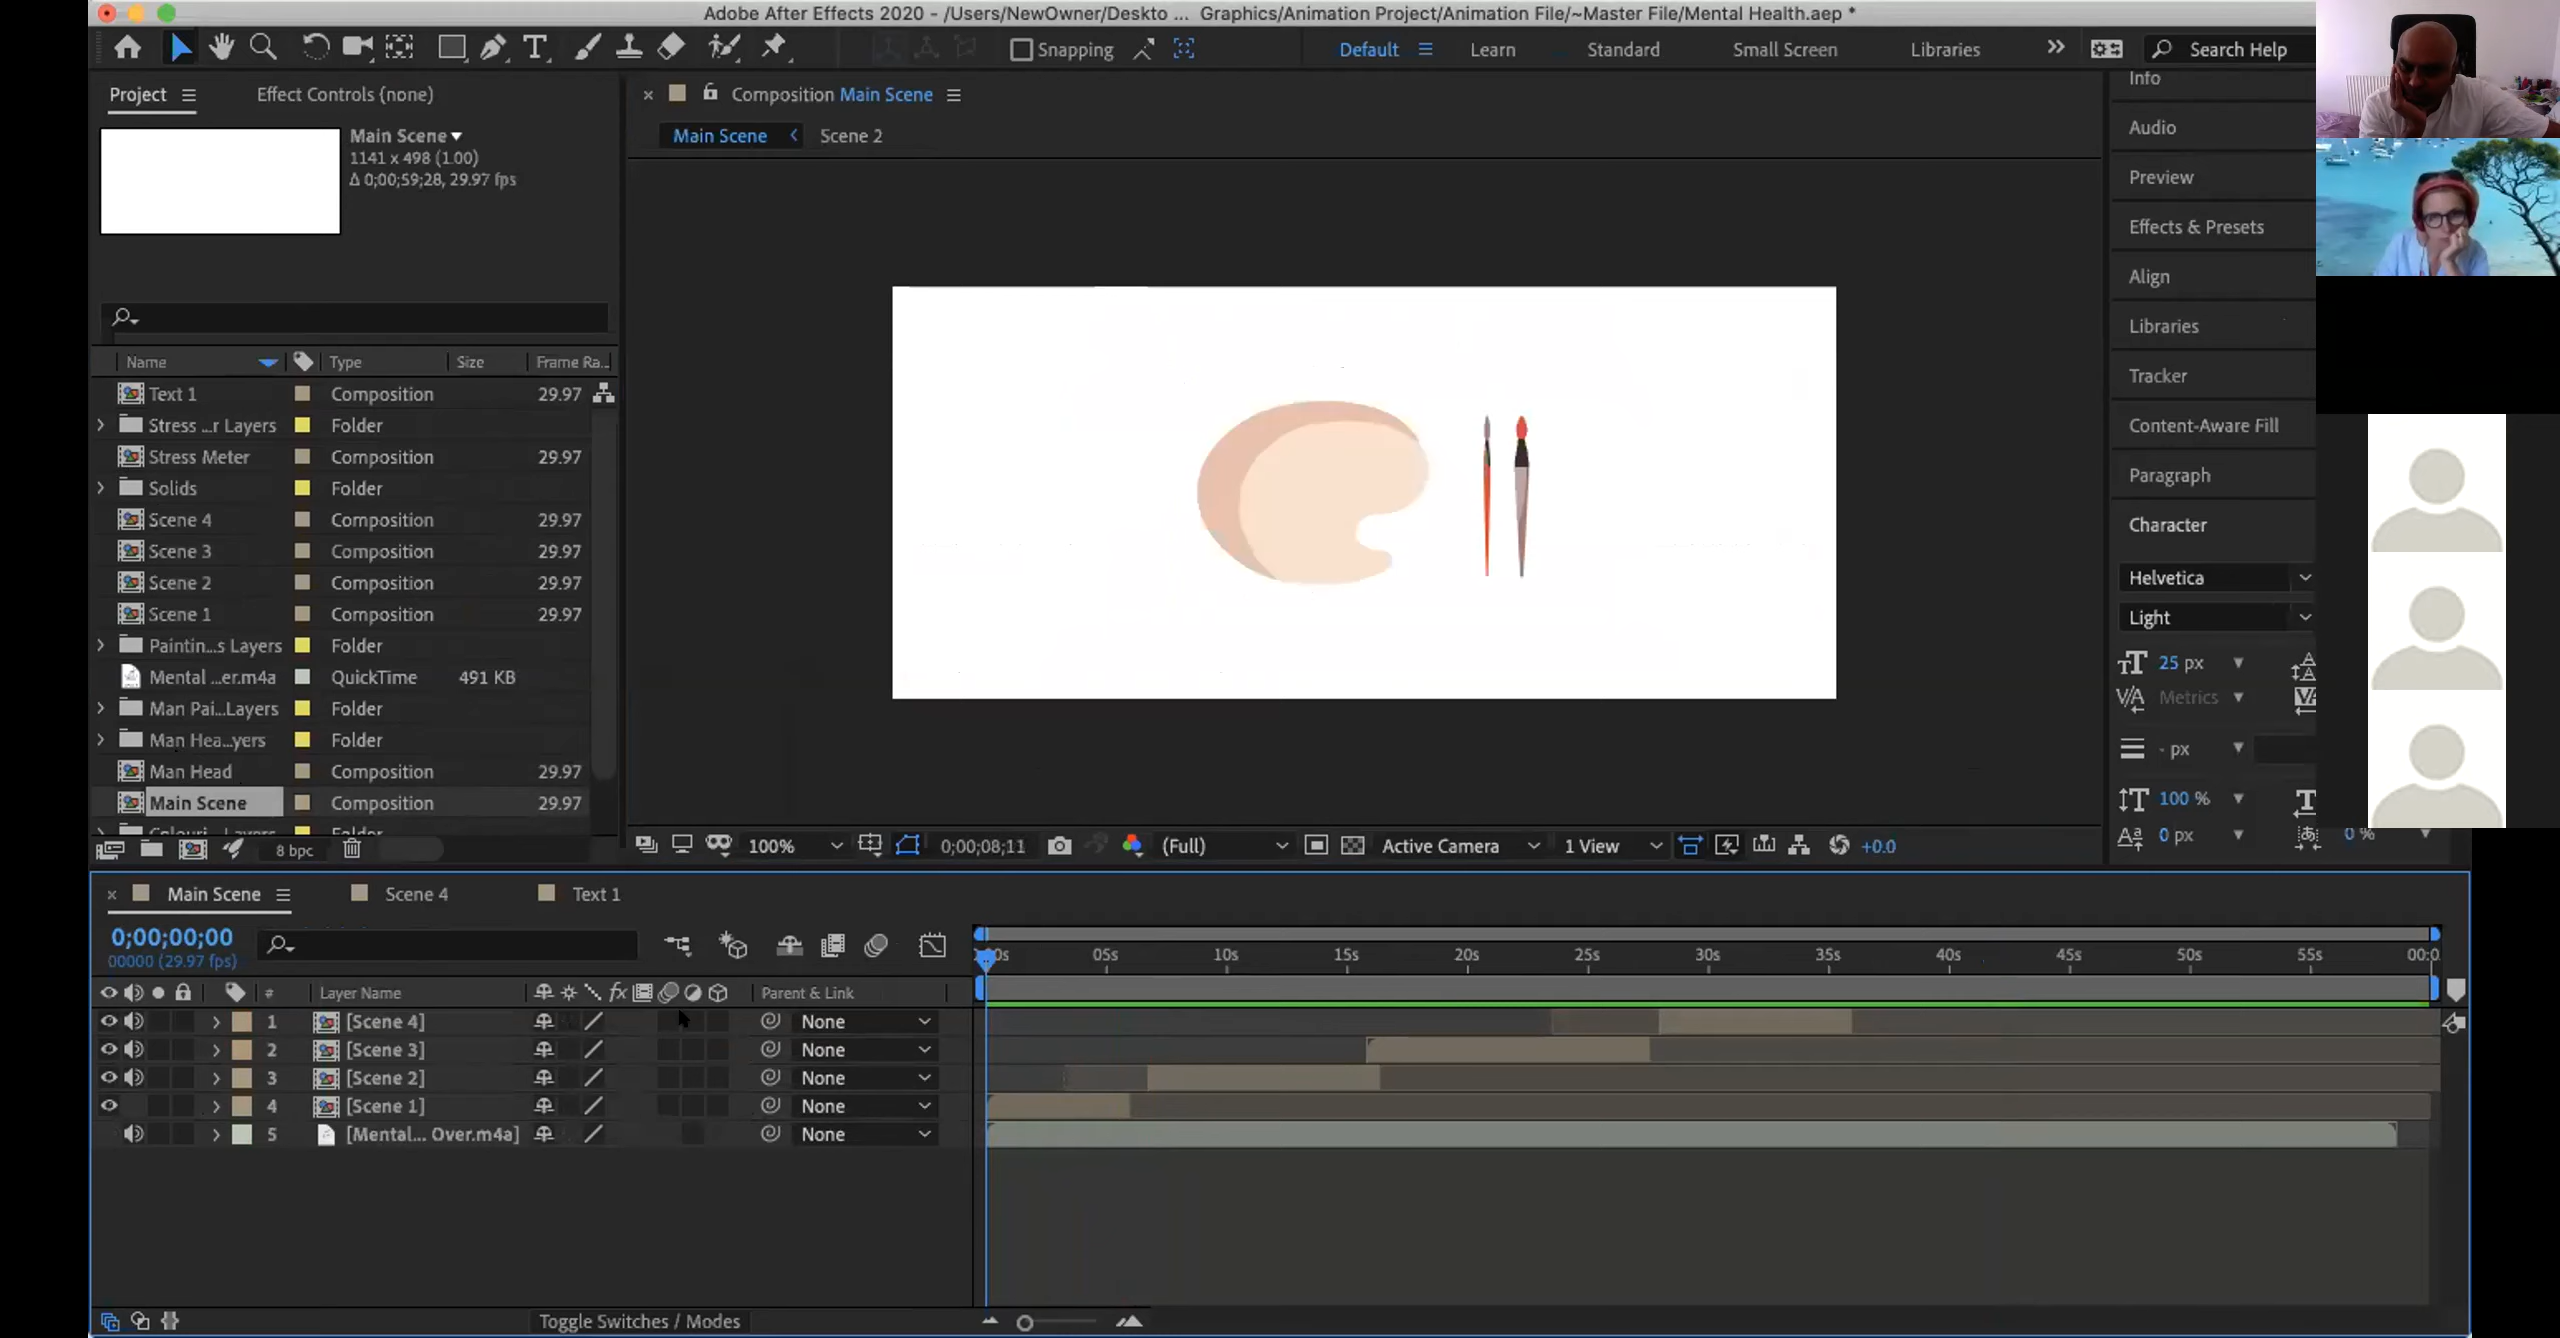 Adobe After Effects 2020 - /Users/NewOwner/Deskto ... Graphics/Animation Project/Animation File/~Master File/Mental Health.aep *
Snapping
Default
Learn
Standard
Small Screen
Libraries
Search Help
Project
Effect Controls (none)
Main Scene
1141 x 498 (1.00)
Δ 0;00;59;28, 29.97 fps
Composition Main Scene
Main Scene
Scene 2
Name
Type
Size
Frame Ra...
Text 1 Composition 29.97
Stress ...r Layers Folder
Stress Meter Composition 29.97
Solids Folder
Scene 4 Composition 29.97
Scene 3 Composition 29.97
Scene 2 Composition 29.97
Scene 1 Composition 29.97
Paintin...s Layers Folder
Mental ...er.m4a QuickTime 491 KB
Man Pai...Layers Folder
Man Hea...yers Folder
Man Head Composition 29.97
Main Scene Composition 29.97
Colouri... Layers Folder
8 bpc
100%
0;00;08;11
(Full)
Active Camera
1 View
+0.0
Info
Audio
Preview
Effects & Presets
Align
Libraries
Tracker
Content-Aware Fill
Paragraph
Character
Helvetica
Light
25 px
Metrics
- px
100 %
0 px
0 %
Main Scene
Scene 4
Text 1
0;00;00;00
00000 (29.97 fps)
05s 10s 15s 20s 25s 30s 35s 40s 45s 50s 55s 00:0
# Layer Name
fx
Parent & Link
1 [Scene 4] None
2 [Scene 3] None
3 [Scene 2] None
4 [Scene 1] None
5 [Mental... Over.m4a] None
Toggle Switches / Modes